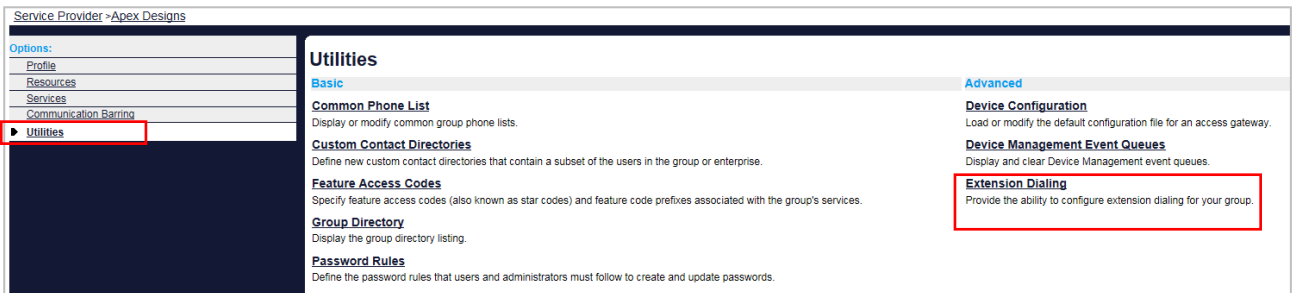 Service Provider >Apex Designs
Options:
Profile
Resources
Services
Communication Barring
Utilities
Utilities
Basic
Common Phone List
Display or modify common group phone lists.
Custom Contact Directories
Define new custom contact directories that contain a subset of the users in the group or enterprise.
Feature Access Codes
Specify feature access codes (also known as star codes) and feature code prefixes associated with the group's services.
Group Directory
Display the group directory listing.
Password Rules
Define the password rules that users and administrators must follow to create and update passwords.
Advanced
Device Configuration
Load or modify the default configuration file for an access gateway.
Device Management Event Queues
Display and clear Device Management event queues.
Extension Dialing
Provide the ability to configure extension dialing for your group.